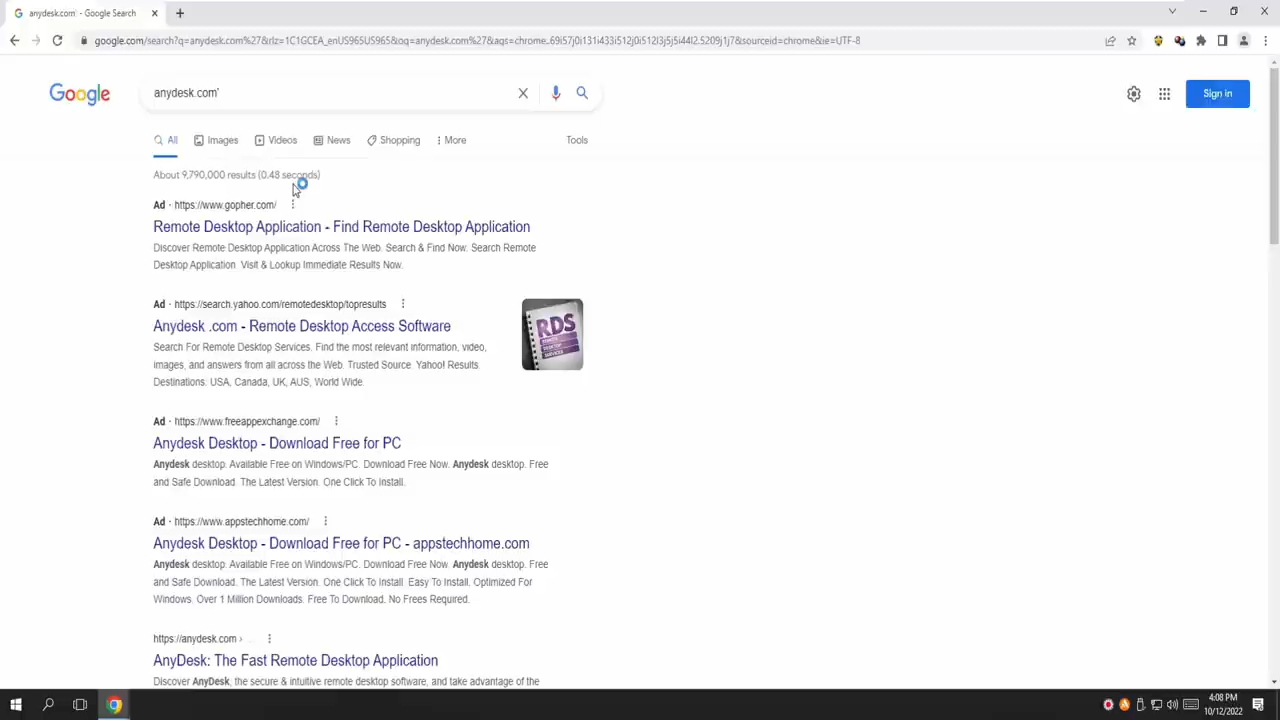 anydesk.com - Google Search
google.com/search?q=anydesk.com%27&rlz=1C1GCEA_enUS965US965&oq=anydesk.com%27&aqs=chrome..69i57j0i131i433i512j0i512l3j5j5i44l2.5209j1j7&sourceid=chrome&ie=UTF-8
Google
anydesk.com'
Sign in
All Images Videos News Shopping More Tools
About 9,790,000 results (0.48 seconds)
Ad · https://www.gopher.com/
Remote Desktop Application - Find Remote Desktop Application
Discover Remote Desktop Application Across The Web. Search & Find Now. Search Remote
Desktop Application. Visit & Lookup Immediate Results Now.
Ad · https://search.yahoo.com/remotedesktop/topresults
Anydesk .com - Remote Desktop Access Software
Search For Remote Desktop Services. Find the most relevant information, video,
images, and answers from all across the Web. Trusted Source. Yahoo! Results.
Destinations: USA, Canada, UK, AUS, World Wide.
RDS
REMOTE
DESKTOP
SERVICES
Ad · https://www.freeappexchange.com/
Anydesk Desktop - Download Free for PC
Anydesk desktop. Available Free on Windows/PC. Download Free Now. Anydesk desktop. Free
and Safe Download. The Latest Version. One Click To Install.
Ad · https://www.appstechhome.com/
Anydesk Desktop - Download Free for PC - appstechhome.com
Anydesk desktop. Available Free on Windows/PC. Download Free Now. Anydesk desktop. Free
and Safe Download. The Latest Version. One Click To Install. Easy To Install. Optimized For
Windows. Over 1 Million Downloads. Free To Download. No Frees Required.
https://anydesk.com ›
AnyDesk: The Fast Remote Desktop Application
Discover AnyDesk, the secure & intuitive remote desktop software, and take advantage of the
4:08 PM
10/12/2022